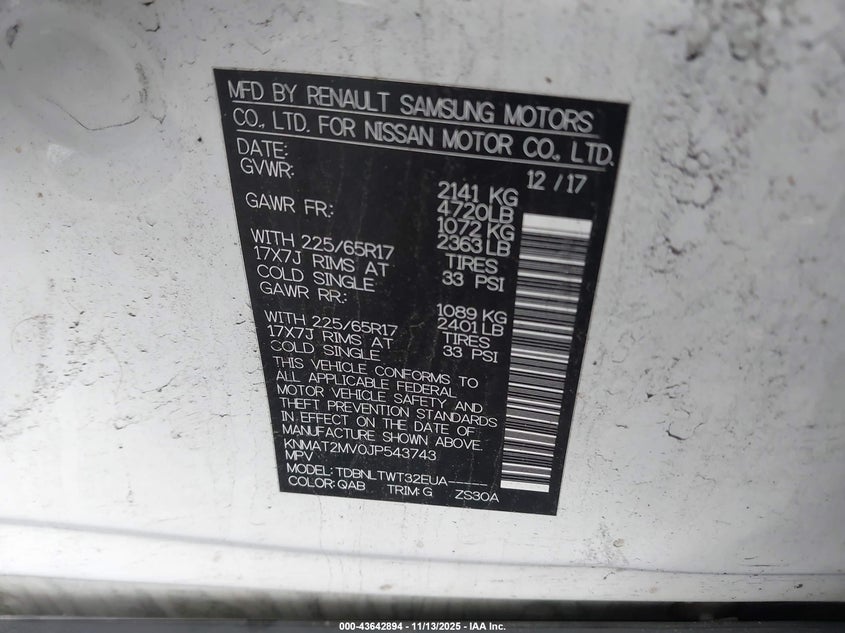 MFD BY RENAULT SAMSUNG MOTORS
CO., LTD. FOR NISSAN MOTOR CO., LTD.
DATE: 12 / 17
GVWR: 2141 KG
4720LB
GAWR FR: 1072 KG
2363 LB
WITH 225/65R17 TIRES
17X7J RIMS AT 33 PSI
COLD SINGLE
GAWR RR: 1089 KG
2401 LB
WITH 225/65R17 TIRES
17X7J RIMS AT 33 PSI
COLD SINGLE
THIS VEHICLE CONFORMS TO
ALL APPLICABLE FEDERAL
MOTOR VEHICLE SAFETY AND
THEFT PREVENTION STANDARDS
IN EFFECT ON THE DATE OF
MANUFACTURE SHOWN ABOVE.
KNMAT2MV0JP543743
MPV
MODEL: TDBNLTWT32EUA-----
COLOR: QAB TRIM: G ZS30A
000-43642894 - 11/13/2025 - IAA Inc.